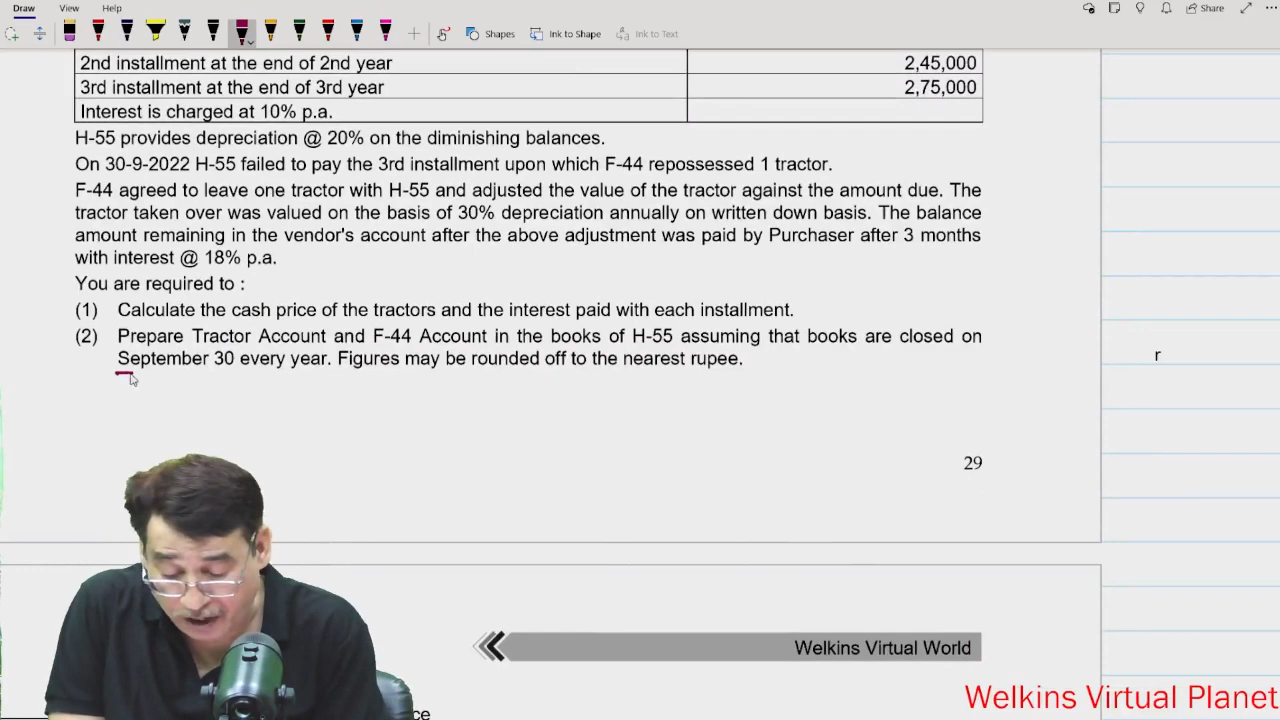 Draw View Help
Share
Shapes Ink to Shape Ink to Text
2nd installment at the end of 2nd year 2,45,000
3rd installment at the end of 3rd year 2,75,000
Interest is charged at 10% p.a.
H-55 provides depreciation @ 20% on the diminishing balances.
On 30-9-2022 H-55 failed to pay the 3rd installment upon which F-44 repossessed 1 tractor.
F-44 agreed to leave one tractor with H-55 and adjusted the value of the tractor against the amount due. The
tractor taken over was valued on the basis of 30% depreciation annually on written down basis. The balance
amount remaining in the vendor's account after the above adjustment was paid by Purchaser after 3 months
with interest @ 18% p.a.
You are required to :
(1) Calculate the cash price of the tractors and the interest paid with each installment.
(2) Prepare Tractor Account and F-44 Account in the books of H-55 assuming that books are closed on
September 30 every year. Figures may be rounded off to the nearest rupee.
r
29
Welkins Virtual World
Welkins Virtual Planet